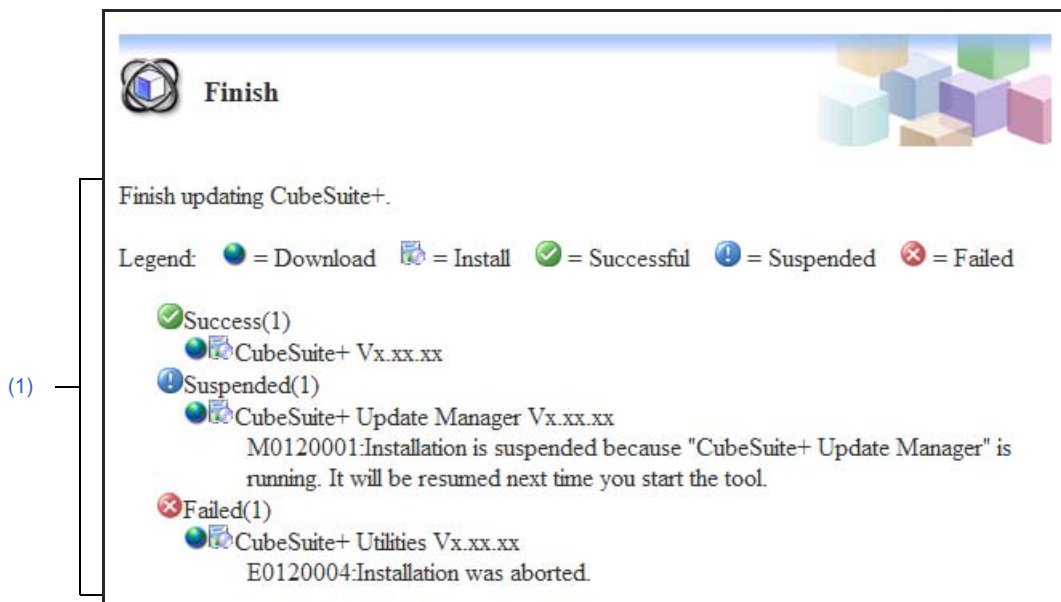 Finish
Finish updating CubeSuite+.
Legend: = Download = Install = Successful = Suspended = Failed
Success(1)
CubeSuite+ Vx.xx.xx
(1)
Suspended(1)
CubeSuite+ Update Manager Vx.xx.xx
M0120001:Installation is suspended because "CubeSuite+ Update Manager" is
running. It will be resumed next time you start the tool.
Failed(1)
CubeSuite+ Utilities Vx.xx.xx
E0120004:Installation was aborted.